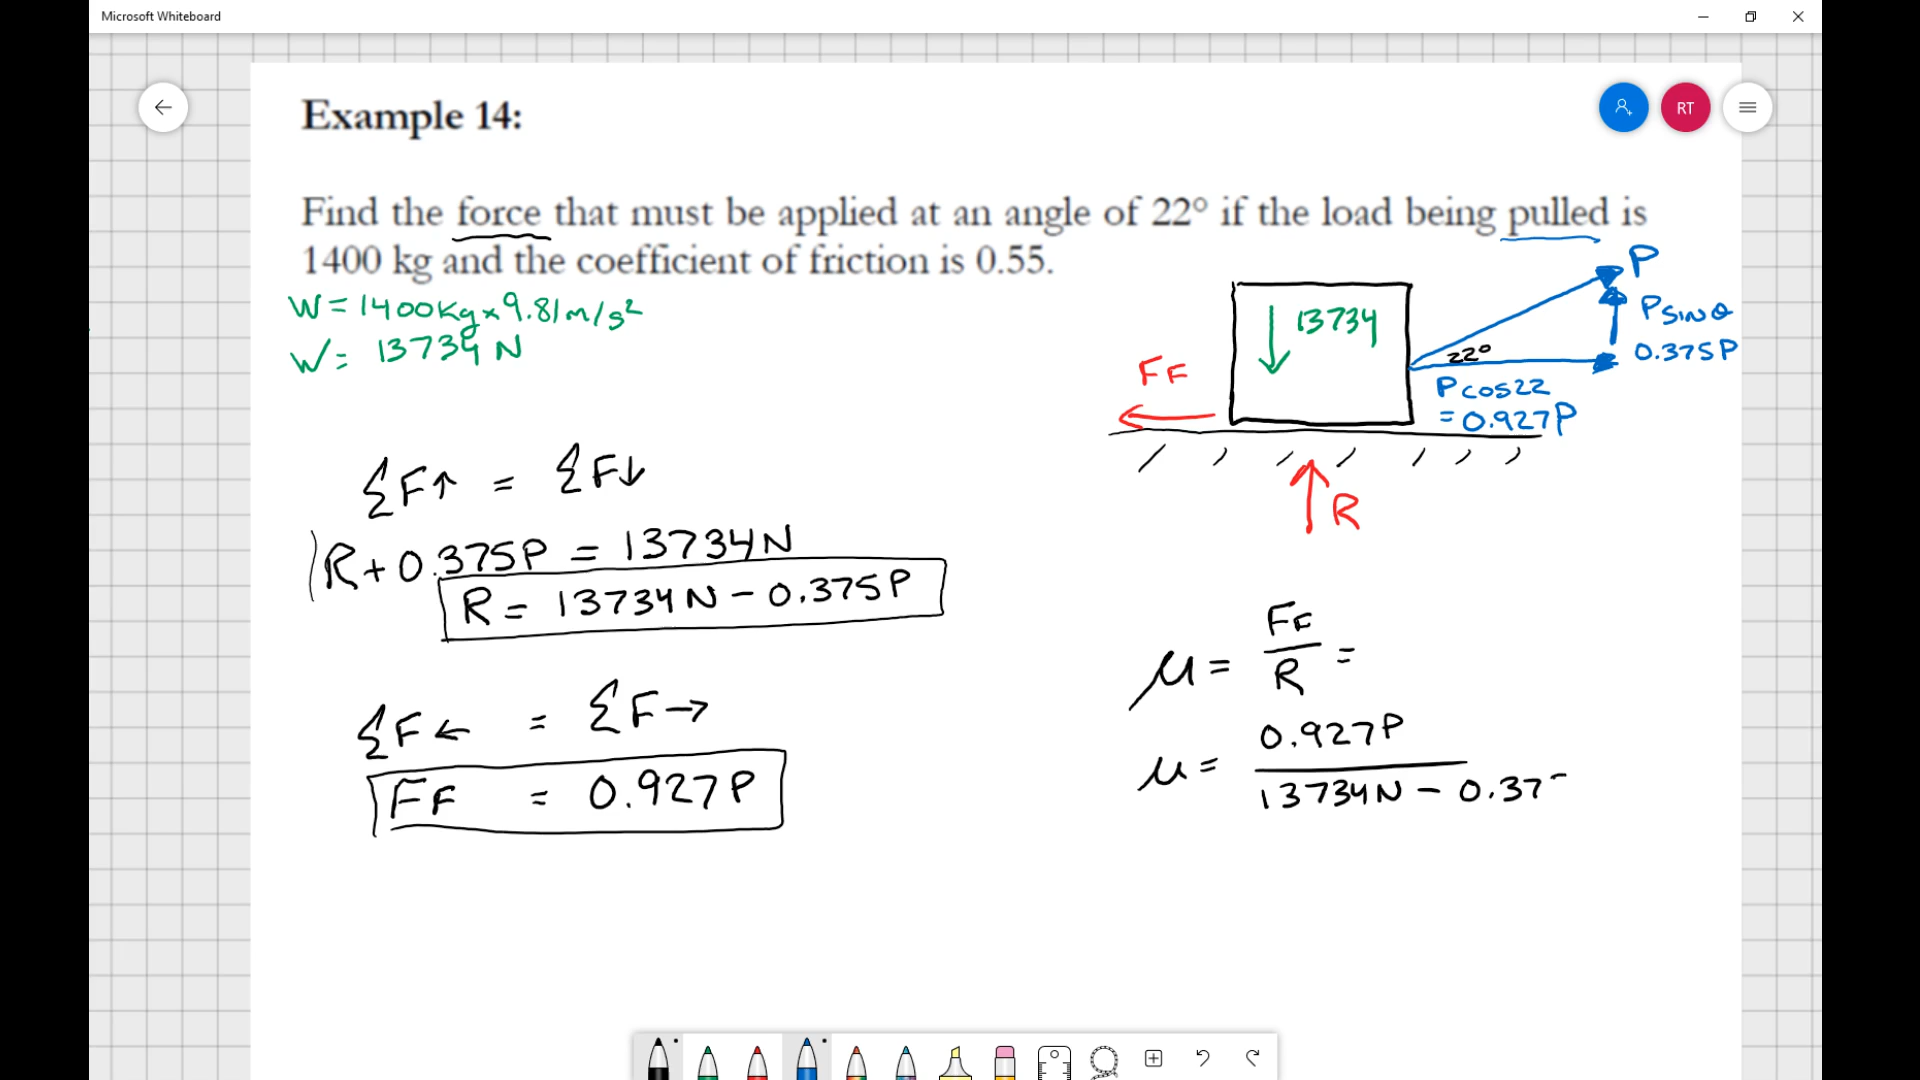 Microsoft Whiteboard
RT
Example 14:
Find the force that must be applied at an angle of 22° if the load being pulled is
1400 kg and the coefficient of friction is 0.55.
W = 1400Kg x 9.81m/s²
W = 13734 N
13734
P
P sin θ
0.375P
22°
P cos22
= 0.927P
FF
R
ΣF↑ = ΣF↓
R + 0.375P = 13734N
R = 13734N - 0.375P
ΣF← = ΣF→
FF = 0.927P
μ = FF / R =
μ = 0.927P / 13734N - 0.37